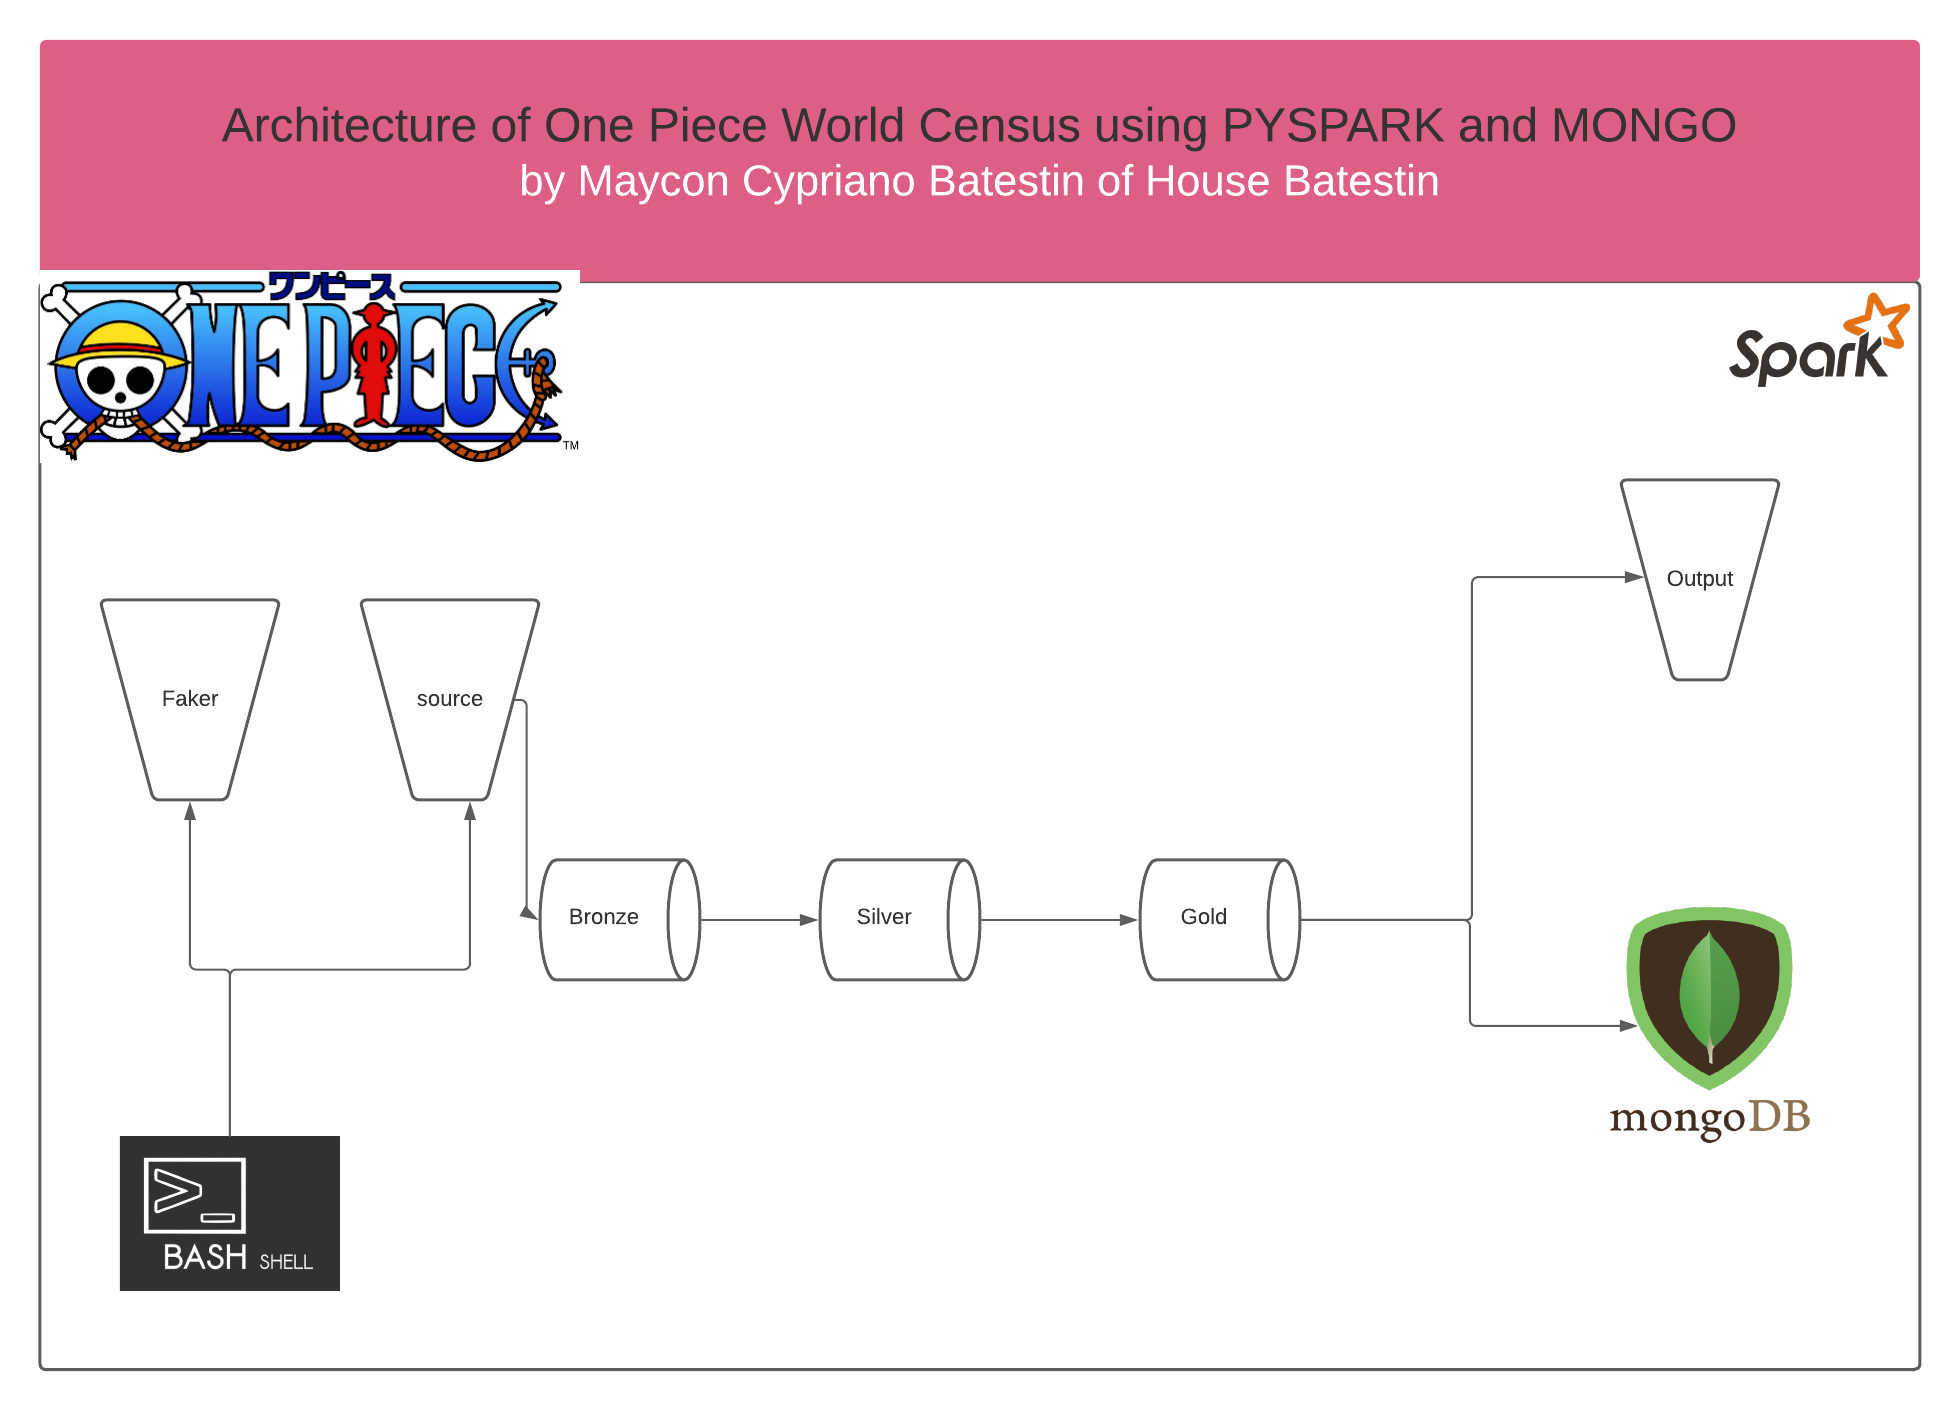 Architecture of One Piece World Census using PYSPARK and MONGO
by Maycon Cypriano Batestin of House Batestin
ワンピース
ONE PIECE
TM
Spark
Output
Faker
source
Bronze
Silver
Gold
mongoDB
>_
BASH SHELL